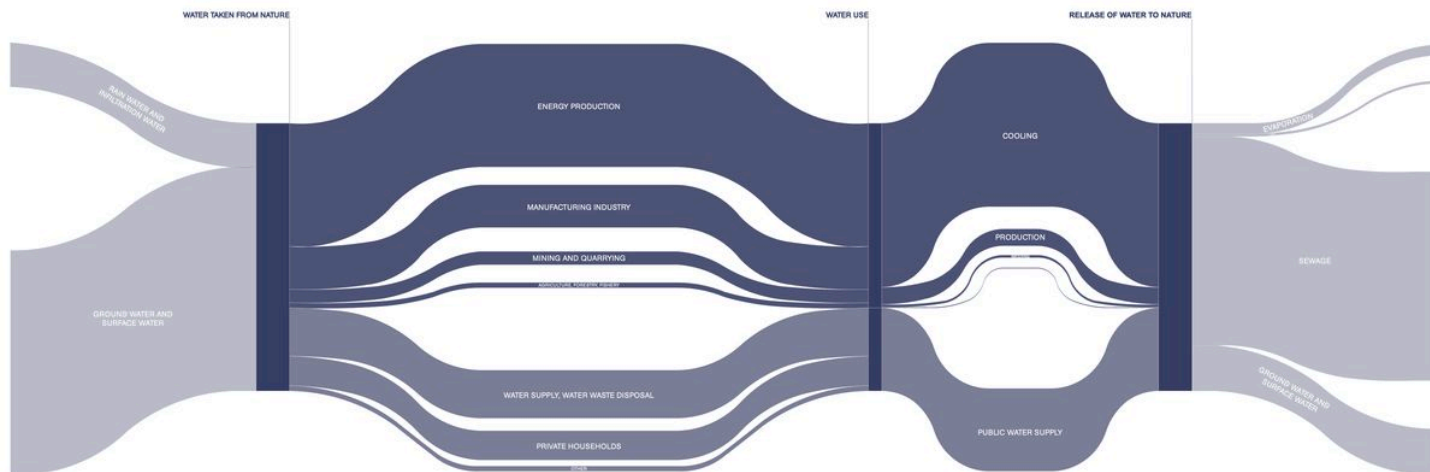 WATER TAKEN FROM NATURE
WATER USE
RELEASE OF WATER TO NATURE
RAIN WATER AND
INFILTRATION WATER
GROUND WATER AND
SURFACE WATER
ENERGY PRODUCTION
MANUFACTURING INDUSTRY
MINING AND QUARRYING
AGRICULTURE, FORESTRY, FISHERY
WATER SUPPLY, WATER WASTE DISPOSAL
PRIVATE HOUSEHOLDS
OTHER
COOLING
PRODUCTION
PUBLIC WATER SUPPLY
EVAPORATION
SEWAGE
GROUND WATER AND
SURFACE WATER